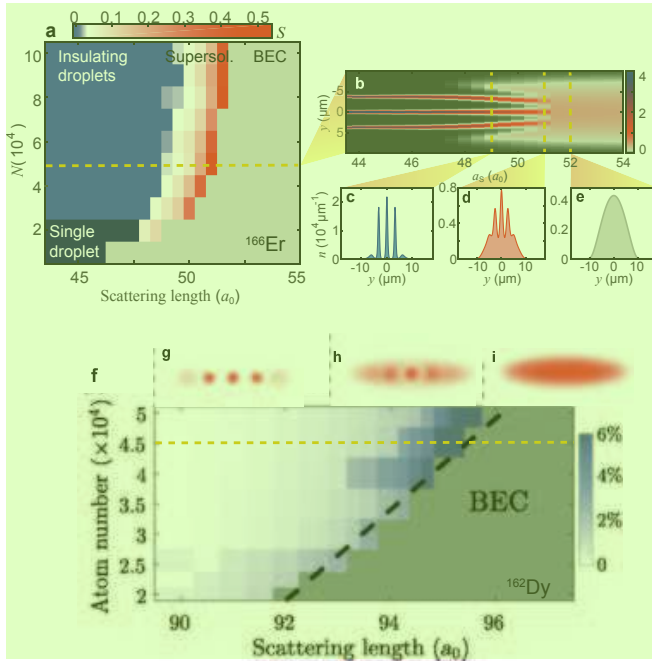 0 0.1 0.2 0.3 0.4 0.5 S
a
Insulating droplets
Supersol.
BEC
Single droplet
¹⁶⁶Er
10
8
6
4
2
N(10⁴)
45 50 55
Scattering length (a₀)
b
-5
0
5
y (μm)
44 46 48 50 52 54
aₛ (a₀)
4
2
0
c
2
1
0
n (10⁴ μm⁻¹)
-10 0 10
y (μm)
d
0.8
0.4
0
-10 0 10
y (μm)
e
0.4
0.2
0
-10 0 10
y (μm)
f
g
h
i
5
4.5
4
3.5
3
2.5
2
Atom number (×10⁴)
BEC
¹⁶²Dy
90 92 94 96
Scattering length (a₀)
6%
4%
2%
0